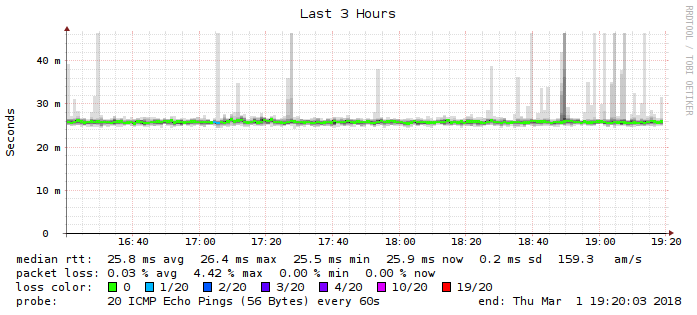 Last 3 Hours
RRDTOOL / TOBI OETIKER
Seconds
40 m
30 m
20 m
10 m
0
16:40 17:00 17:20 17:40 18:00 18:20 18:40 19:00 19:20
median rtt: 25.8 ms avg 26.4 ms max 25.5 ms min 25.9 ms now 0.2 ms sd 159.3 am/s
packet loss: 0.03 % avg 4.42 % max 0.00 % min 0.00 % now
loss color: 0 1/20 2/20 3/20 4/20 10/20 19/20
probe: 20 ICMP Echo Pings (56 Bytes) every 60s end: Thu Mar 1 19:20:03 2018